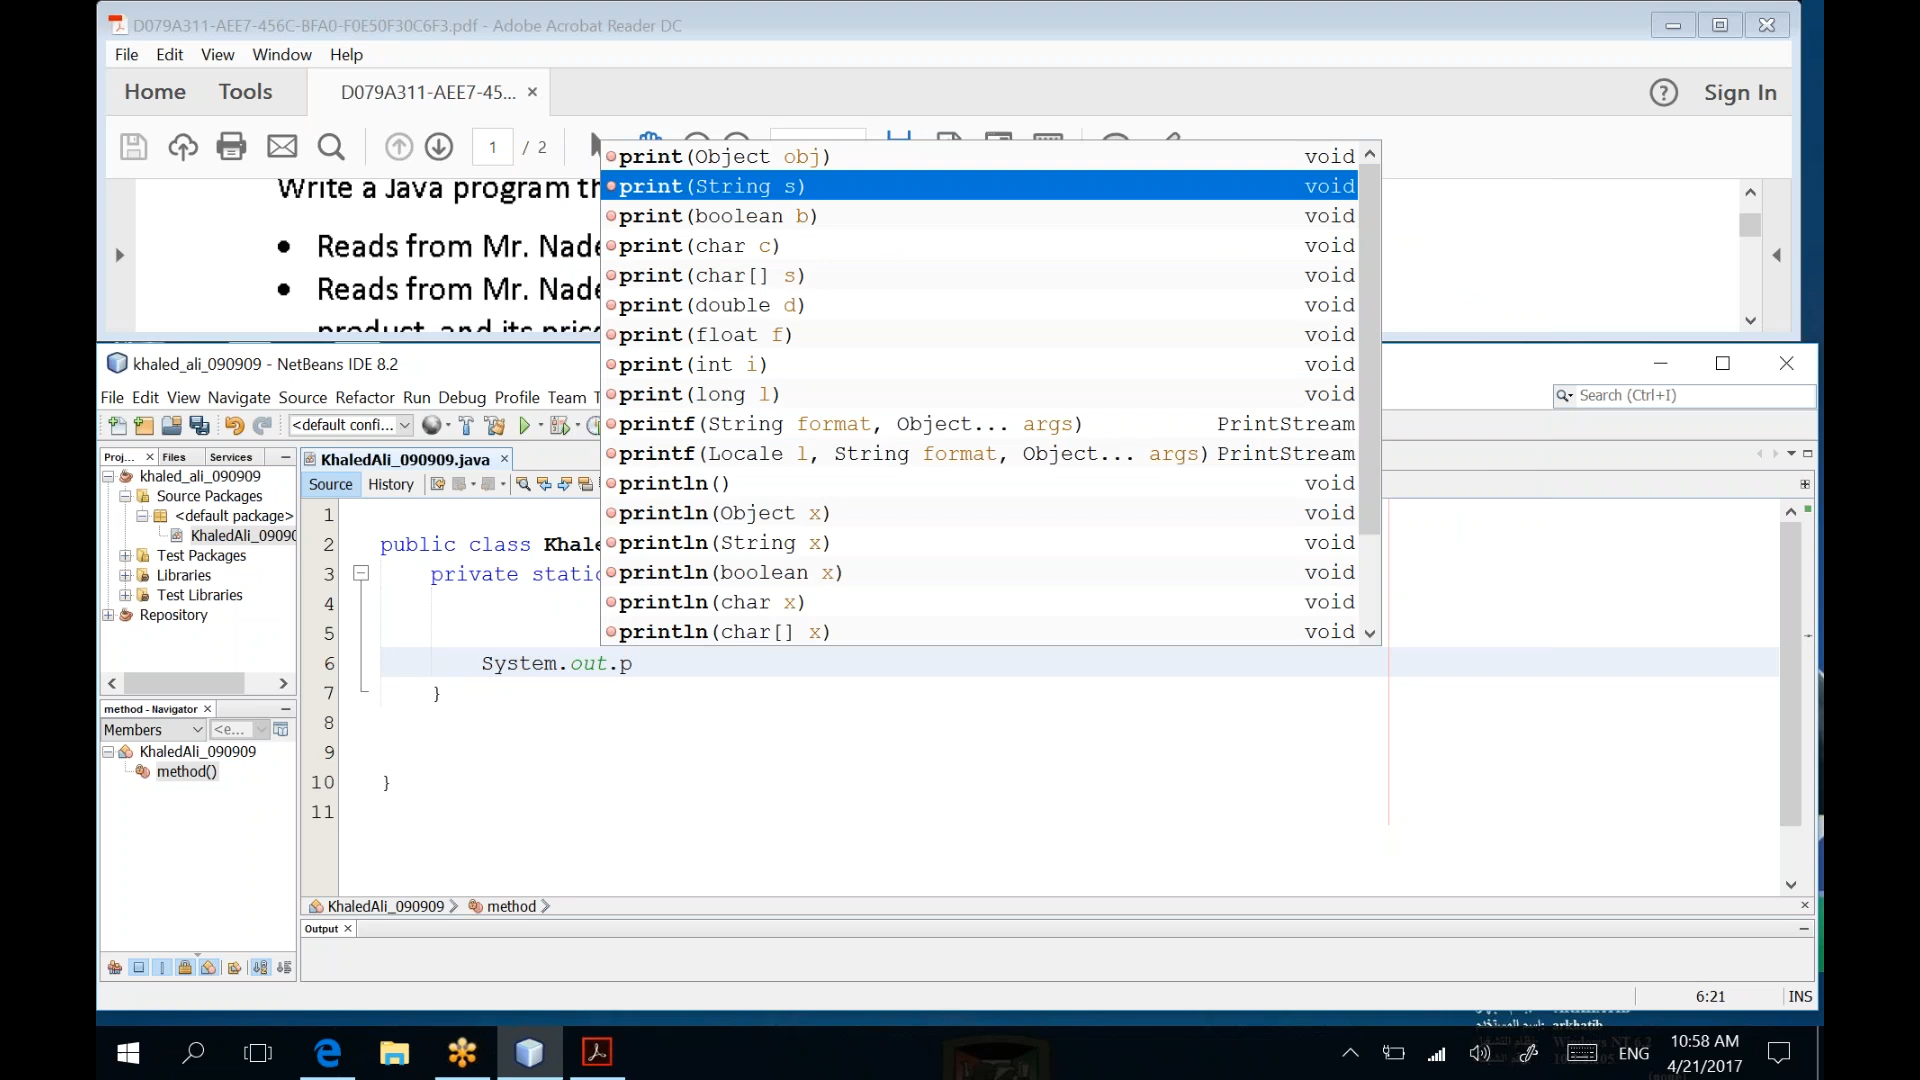 D079A311-AEE7-456C-BFA0-F0E50F30C6F3.pdf - Adobe Acrobat Reader DC
File Edit View Window Help
Home Tools D079A311-AEE7-45... × ? Sign In
1 / 2
Write a Java program th
• Reads from Mr. Nade
• Reads from Mr. Nade
product, and its price
print(Object obj) void
print(String s) void
print(boolean b) void
print(char c) void
print(char[] s) void
print(double d) void
print(float f) void
print(int i) void
print(long l) void
printf(String format, Object... args) PrintStream
printf(Locale l, String format, Object... args) PrintStream
println() void
println(Object x) void
println(String x) void
println(boolean x) void
println(char x) void
println(char[] x) void
khaled_ali_090909 - NetBeans IDE 8.2
File Edit View Navigate Source Refactor Run Debug Profile Team T
Search (Ctrl+I)
<default confi...
Proj... × Files Services
khaled_ali_090909
Source Packages
<default package>
KhaledAli_09090
Test Packages
Libraries
Test Libraries
Repository
KhaledAli_090909.java ×
Source History
1
2 public class Khale
3 private static
4
5
6 System.out.p
7 }
8
9
10 }
11
method - Navigator ×
Members <e...
KhaledAli_090909
method()
KhaledAli_090909 method
Output ×
6:21 INS
arkhatib
Windows NT 6.2
ENG
10:58 AM
4/21/2017